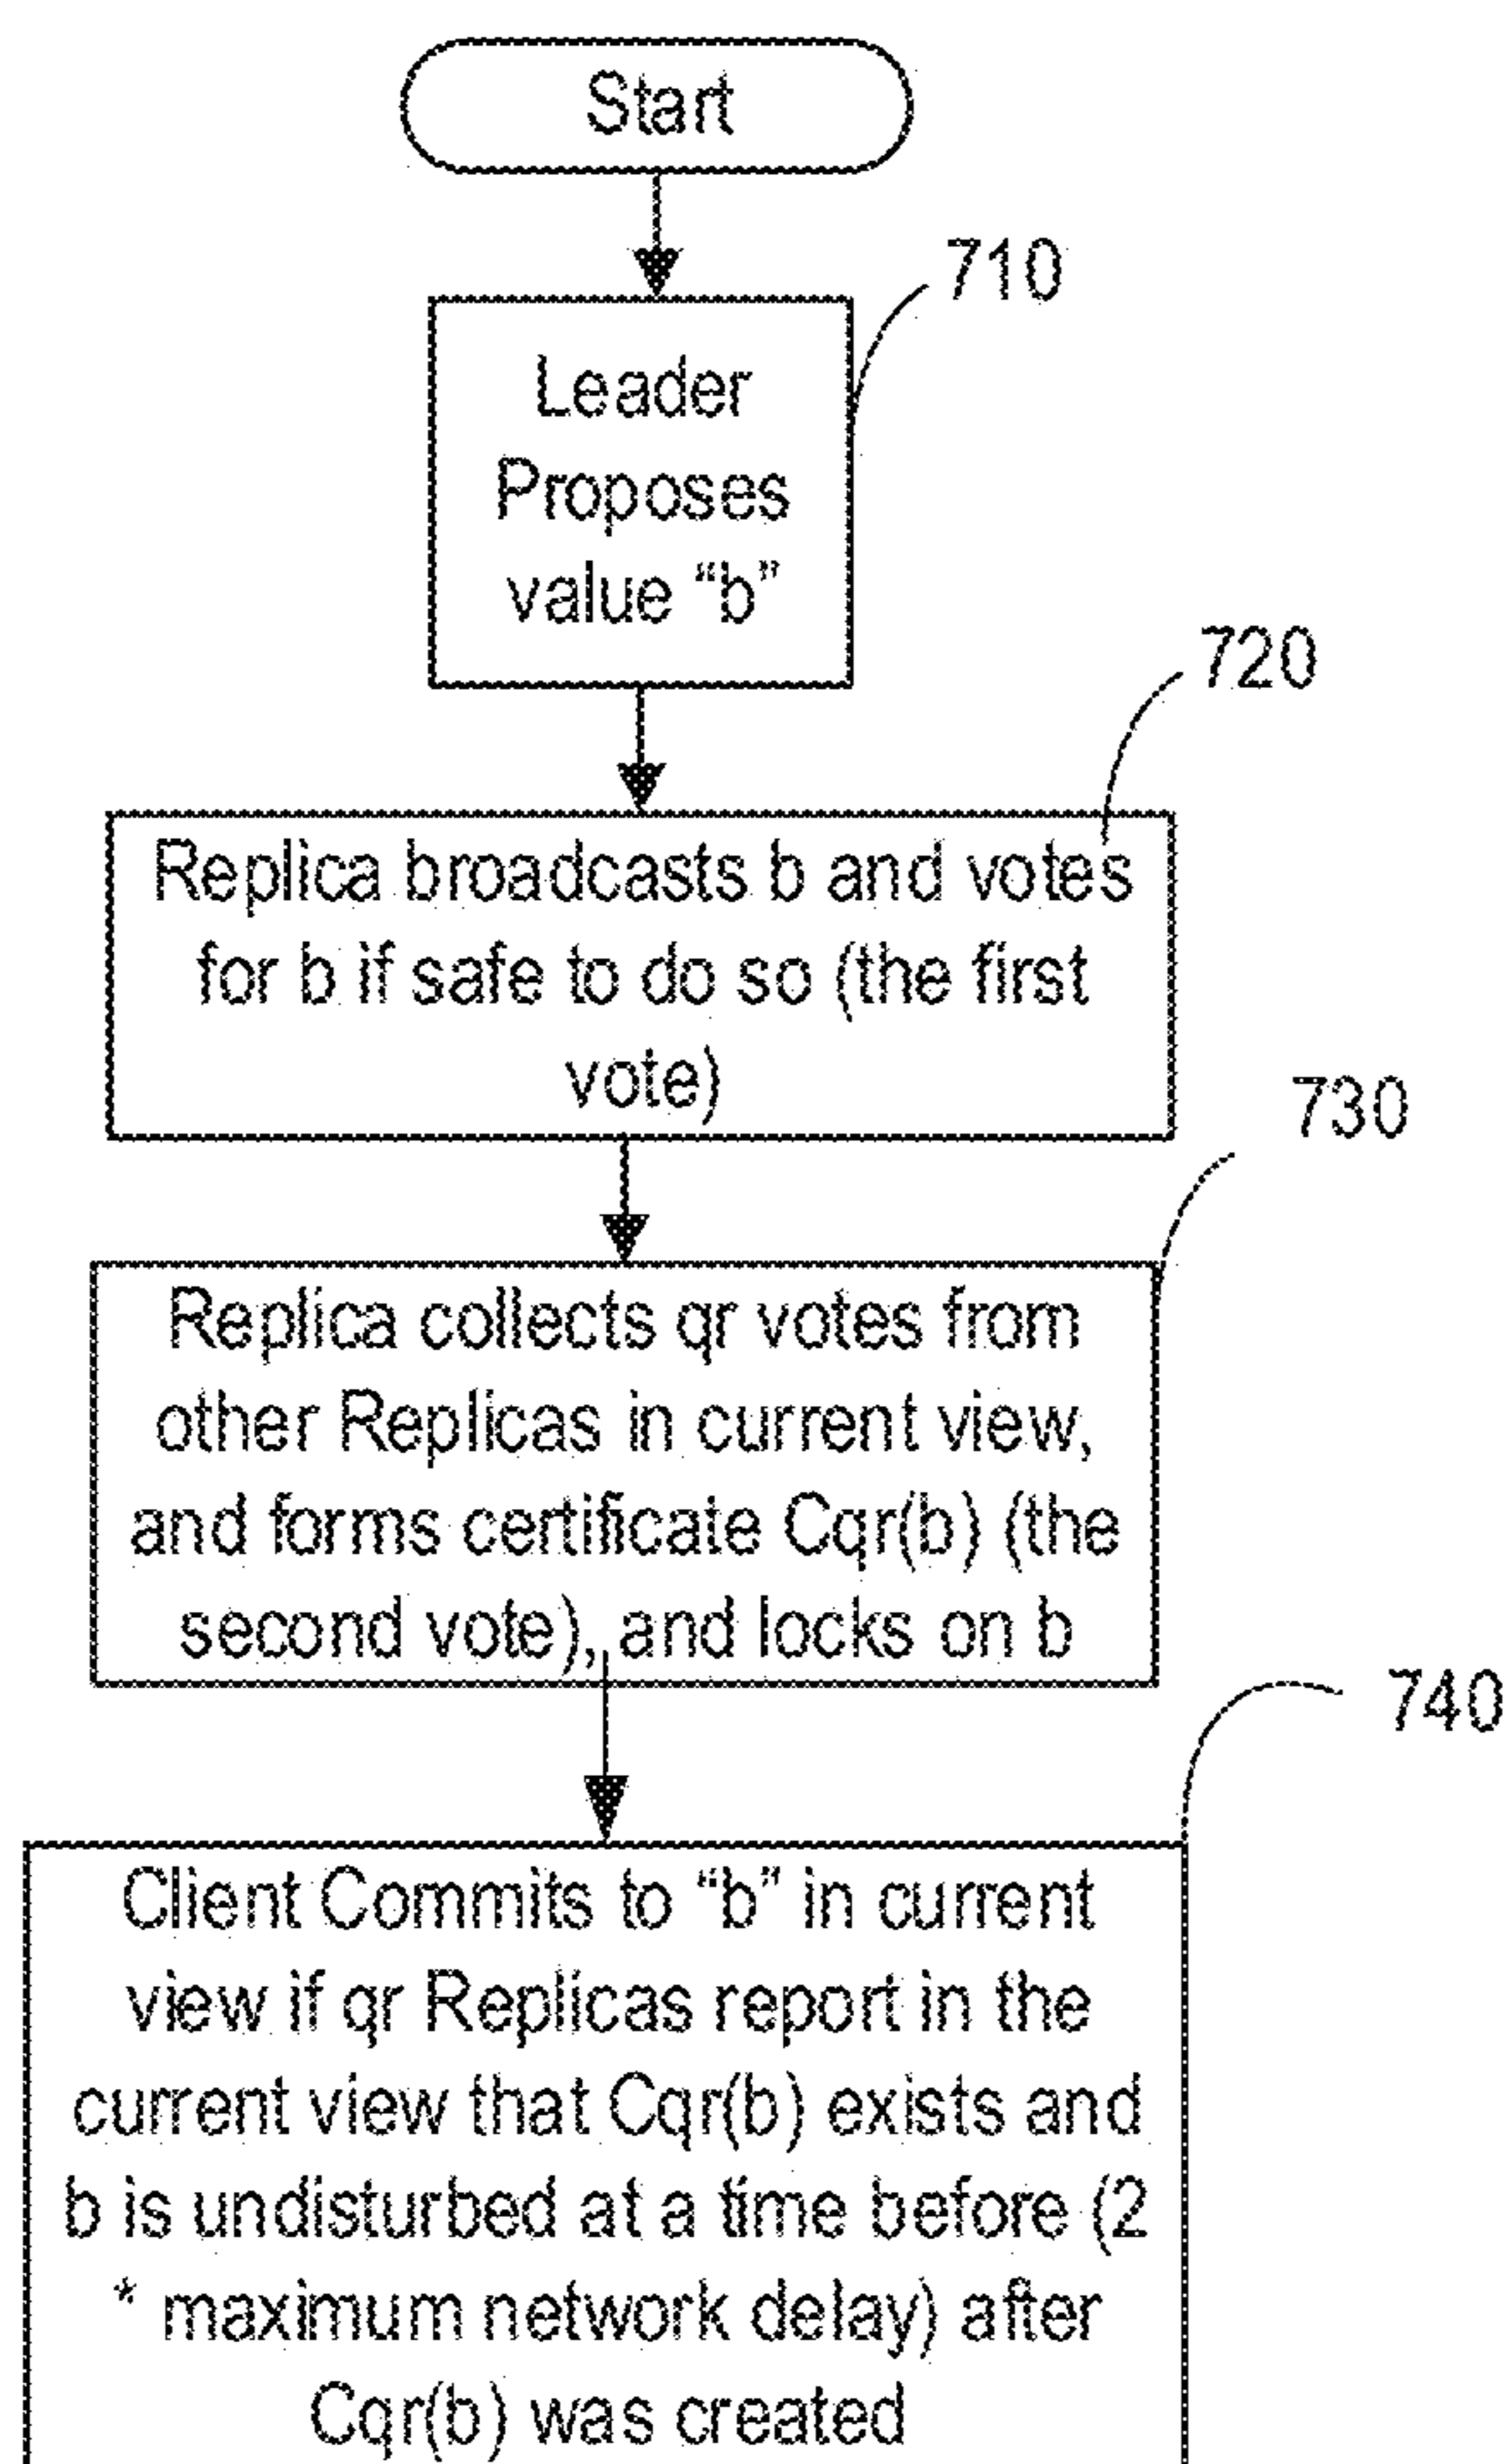 Start
710
Leader
Proposes
value “b”
720
Replica broadcasts b and votes
for b if safe to do so (the first
vote)
730
Replica collects qr votes from
other Replicas in current view,
and forms certificate Cqr(b) (the
second vote), and locks on b
740
Client Commits to “b” in current
view if qr Replicas report in the
current view that Cqr(b) exists and
b is undisturbed at a time before (2
* maximum network delay) after
Cqr(b) was created